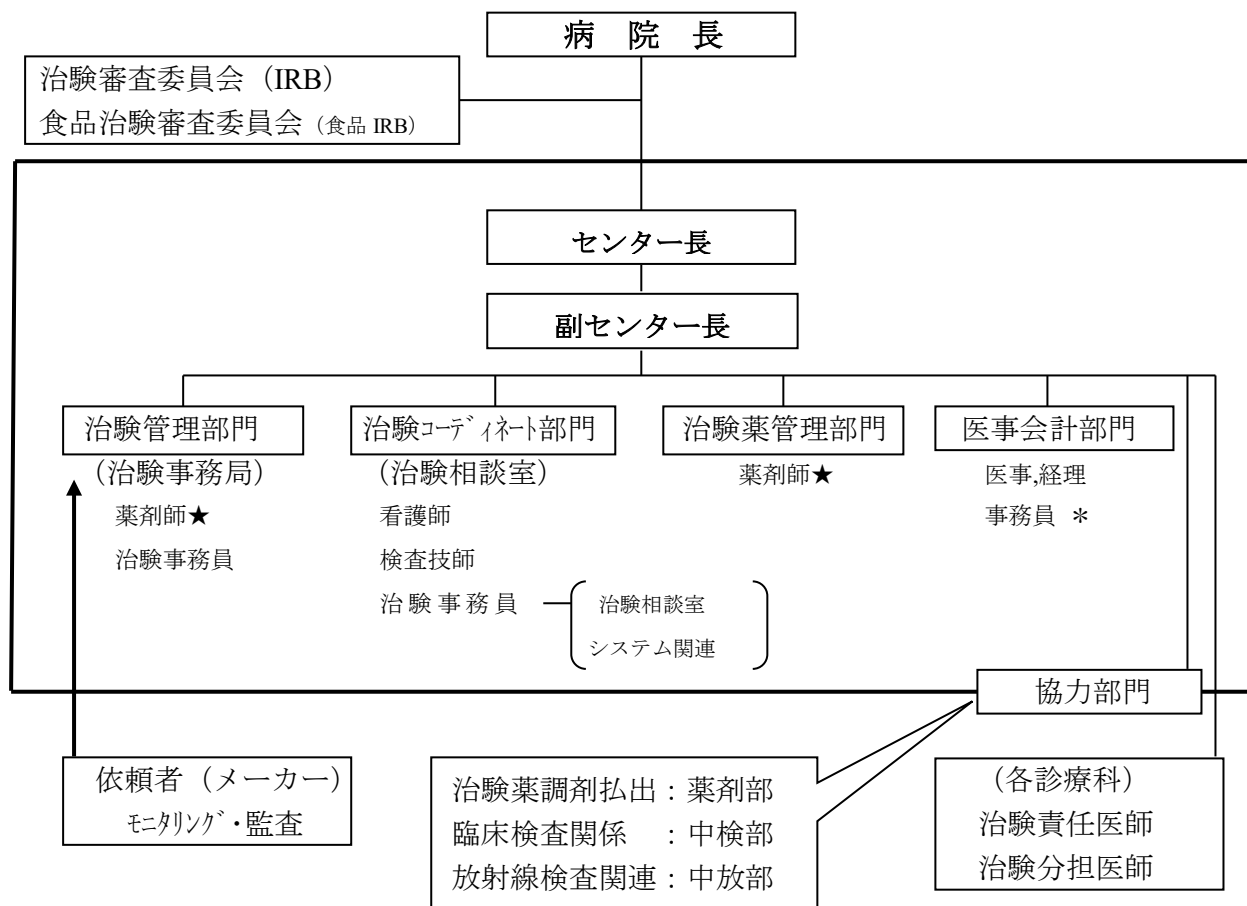 病　院　長
治験審査委員会（IRB）
食品治験審査委員会（食品 IRB）
センター長
副センター長
治験管理部門
(治験事務局)
薬剤師★
治験事務員
治験ｺｰﾃﾞｨﾈｰﾄ部門
(治験相談室)
看護師
検査技師
治験事務員
治験相談室
システム関連
治験薬管理部門
薬剤師★
医事会計部門
医事,経理
事務員 ＊
協力部門
依頼者（メーカー）
ﾓﾆﾀﾘﾝｸﾞ・監査
治験薬調剤払出：薬剤部
臨床検査関係　：中検部
放射線検査関連：中放部
(各診療科)
治験責任医師
治験分担医師